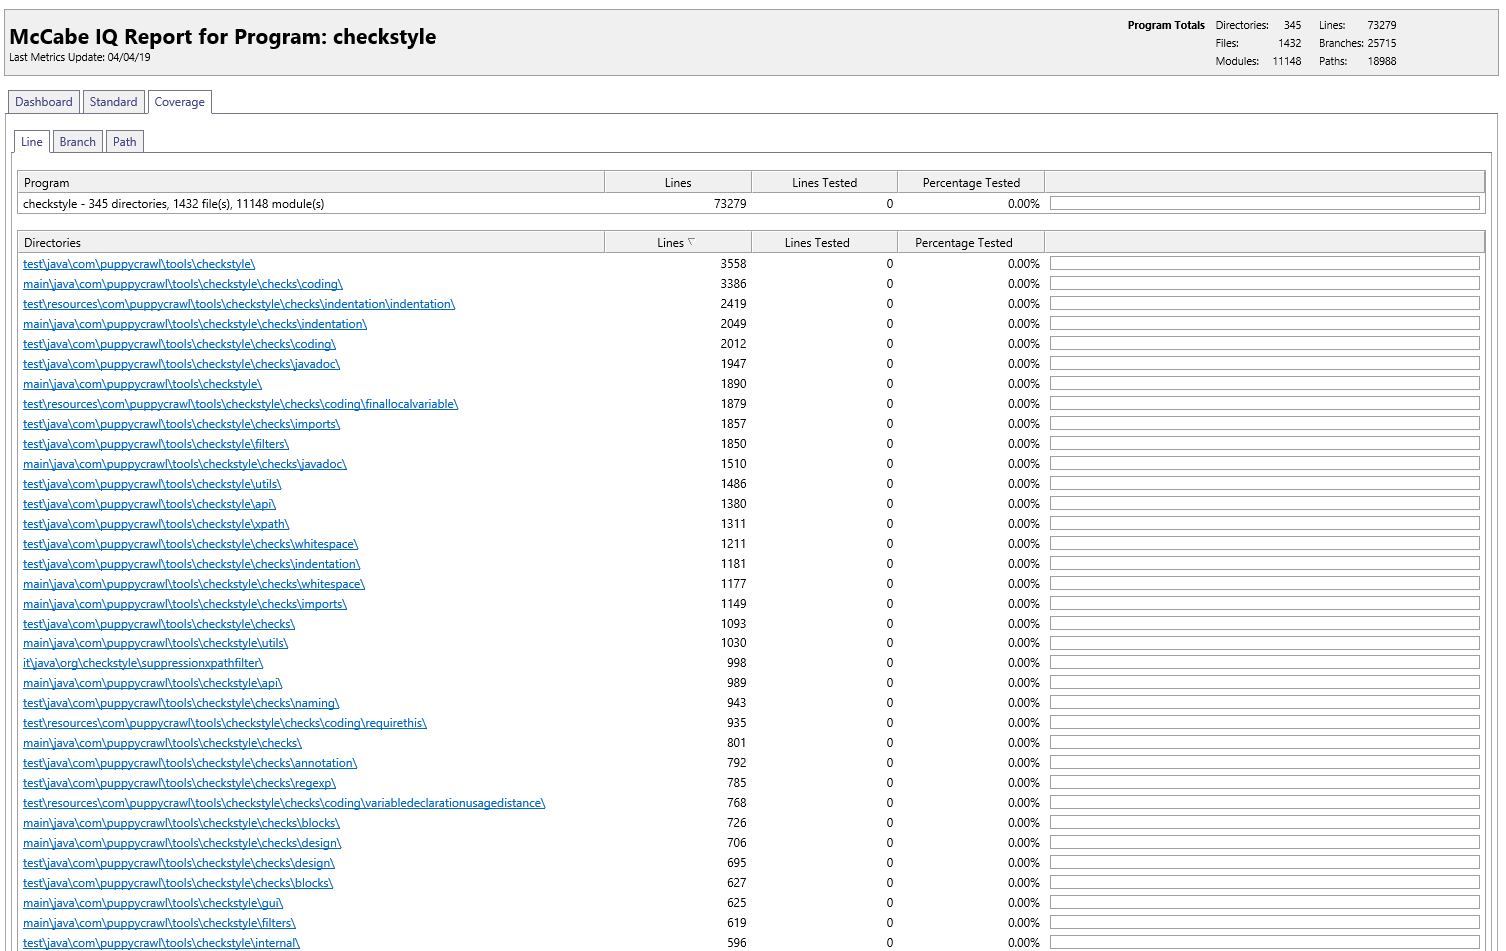 McCabe IQ Report for Program: checkstyle
Last Metrics Update: 04/04/19
Program Totals Directories: 345 Lines: 73279
Files: 1432 Branches: 25715
Modules: 11148 Paths: 18988
Dashboard Standard Coverage
Line Branch Path
Program Lines Lines Tested Percentage Tested
checkstyle - 345 directories, 1432 file(s), 11148 module(s) 73279 0 0.00%
Directories Lines Lines Tested Percentage Tested
test\java\com\puppycrawl\tools\checkstyle\ 3558 0 0.00%
main\java\com\puppycrawl\tools\checkstyle\checks\coding\ 3386 0 0.00%
test\resources\com\puppycrawl\tools\checkstyle\checks\indentation\indentation\ 2419 0 0.00%
main\java\com\puppycrawl\tools\checkstyle\checks\indentation\ 2049 0 0.00%
test\java\com\puppycrawl\tools\checkstyle\checks\coding\ 2012 0 0.00%
test\java\com\puppycrawl\tools\checkstyle\checks\javadoc\ 1947 0 0.00%
main\java\com\puppycrawl\tools\checkstyle\ 1890 0 0.00%
test\resources\com\puppycrawl\tools\checkstyle\checks\coding\finallocalvariable\ 1879 0 0.00%
test\java\com\puppycrawl\tools\checkstyle\checks\imports\ 1857 0 0.00%
test\java\com\puppycrawl\tools\checkstyle\filters\ 1850 0 0.00%
main\java\com\puppycrawl\tools\checkstyle\checks\javadoc\ 1510 0 0.00%
test\java\com\puppycrawl\tools\checkstyle\utils\ 1486 0 0.00%
test\java\com\puppycrawl\tools\checkstyle\api\ 1380 0 0.00%
test\java\com\puppycrawl\tools\checkstyle\xpath\ 1311 0 0.00%
test\java\com\puppycrawl\tools\checkstyle\checks\whitespace\ 1211 0 0.00%
test\java\com\puppycrawl\tools\checkstyle\checks\indentation\ 1181 0 0.00%
main\java\com\puppycrawl\tools\checkstyle\checks\whitespace\ 1177 0 0.00%
main\java\com\puppycrawl\tools\checkstyle\checks\imports\ 1149 0 0.00%
test\java\com\puppycrawl\tools\checkstyle\checks\ 1093 0 0.00%
main\java\com\puppycrawl\tools\checkstyle\utils\ 1030 0 0.00%
it\java\org\checkstyle\suppressionxpathfilter\ 998 0 0.00%
main\java\com\puppycrawl\tools\checkstyle\api\ 989 0 0.00%
test\java\com\puppycrawl\tools\checkstyle\checks\naming\ 943 0 0.00%
test\resources\com\puppycrawl\tools\checkstyle\checks\coding\requirethis\ 935 0 0.00%
main\java\com\puppycrawl\tools\checkstyle\checks\ 801 0 0.00%
test\java\com\puppycrawl\tools\checkstyle\checks\annotation\ 792 0 0.00%
test\java\com\puppycrawl\tools\checkstyle\checks\regexp\ 785 0 0.00%
test\resources\com\puppycrawl\tools\checkstyle\checks\coding\variabledeclarationusagedistance\ 768 0 0.00%
main\java\com\puppycrawl\tools\checkstyle\checks\blocks\ 726 0 0.00%
main\java\com\puppycrawl\tools\checkstyle\checks\design\ 706 0 0.00%
test\java\com\puppycrawl\tools\checkstyle\checks\design\ 695 0 0.00%
test\java\com\puppycrawl\tools\checkstyle\checks\blocks\ 627 0 0.00%
main\java\com\puppycrawl\tools\checkstyle\gui\ 625 0 0.00%
main\java\com\puppycrawl\tools\checkstyle\filters\ 619 0 0.00%
test\java\com\puppycrawl\tools\checkstyle\internal\ 596 0 0.00%